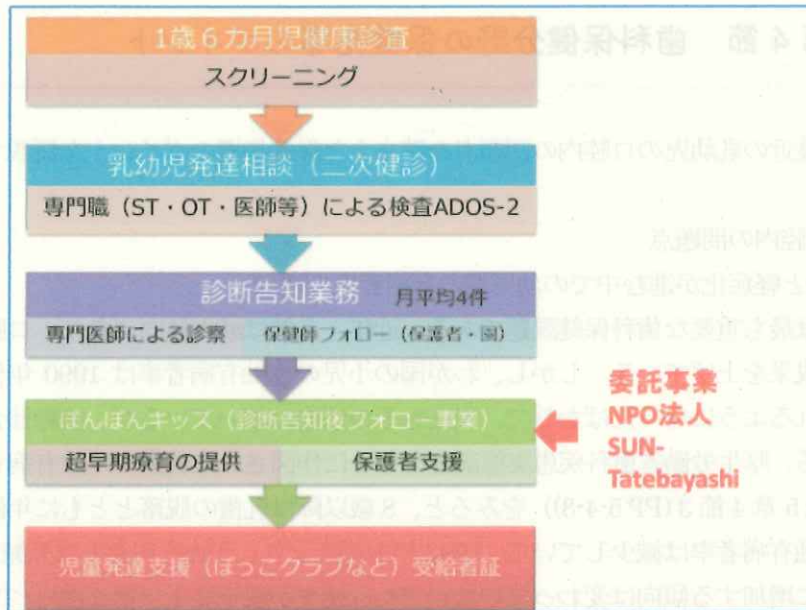 1歳6カ月児健康診査
スクリーニング
乳幼児発達相談（二次健診）
専門職（ST・OT・医師等）による検査ADOS-2
診断告知業務 月平均4件
専門医師による診察 保健師フォロー（保護者・園）
ぽんぽんキッズ（診断告知後フォロー事業）
超早期療育の提供 保護者支援
委託事業
NPO法人
SUN-
Tatebayashi
児童発達支援（ぽっこクラブなど）受給者証